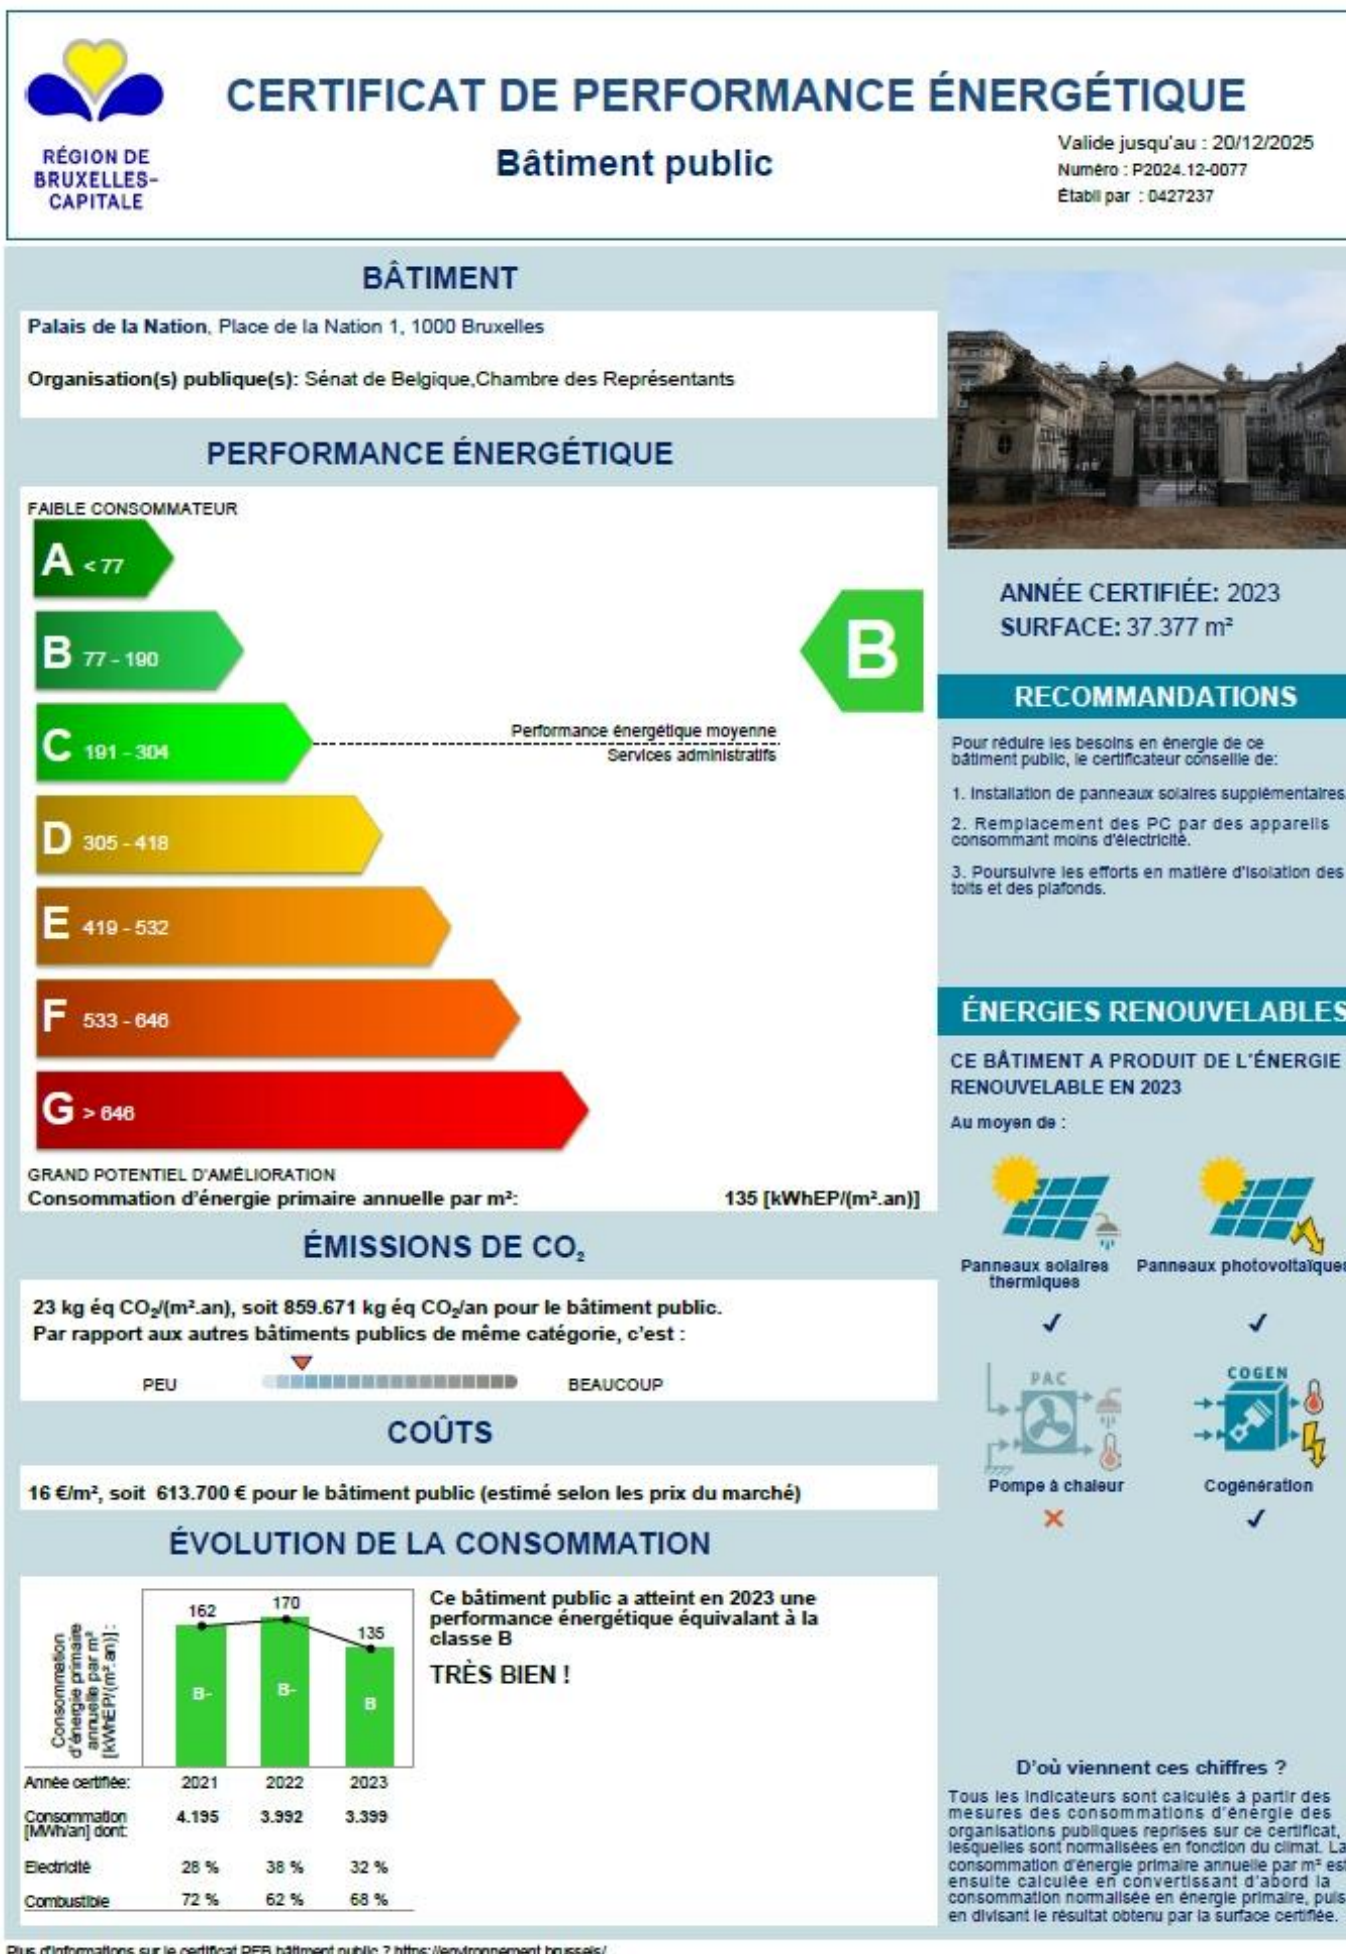 CERTIFICAT DE PERFORMANCE ÉNERGÉTIQUE
Bâtiment public
RÉGION DE
BRUXELLES-
CAPITALE
Valide jusqu'au : 20/12/2025
Numéro : P2024.12-0077
Établi par : 0427237
BÂTIMENT
Palais de la Nation, Place de la Nation 1, 1000 Bruxelles
Organisation(s) publique(s): Sénat de Belgique,Chambre des Représentants
PERFORMANCE ÉNERGÉTIQUE
FAIBLE CONSOMMATEUR
A < 77
B 77 - 190
B
C 191 - 304
Performance énergétique moyenne
Services administratifs
D 305 - 418
E 419 - 532
F 533 - 646
G > 646
GRAND POTENTIEL D'AMÉLIORATION
Consommation d'énergie primaire annuelle par m²: 135 [kWhEP/(m².an)]
ÉMISSIONS DE CO₂
23 kg éq CO₂/(m².an), soit 859.671 kg éq CO₂/an pour le bâtiment public.
Par rapport aux autres bâtiments publics de même catégorie, c'est :
PEU BEAUCOUP
COÛTS
16 €/m², soit 613.700 € pour le bâtiment public (estimé selon les prix du marché)
ÉVOLUTION DE LA CONSOMMATION
Consommation
d'énergie primaire
annuelle par m²
[kWhEP/(m².an)] :
162 170 135
B- B- B
Année certifiée: 2021 2022 2023
Consommation
[MWh/an] dont: 4.195 3.992 3.399
Electricité 28 % 38 % 32 %
Combustible 72 % 62 % 68 %
Ce bâtiment public a atteint en 2023 une
performance énergétique équivalant à la
classe B
TRÈS BIEN !
ANNÉE CERTIFIÉE: 2023
SURFACE: 37.377 m²
RECOMMANDATIONS
Pour réduire les besoins en énergie de ce
bâtiment public, le certificateur conseille de:
1. Installation de panneaux solaires supplémentaires
2. Remplacement des PC par des appareils
consommant moins d'électricité.
3. Poursuivre les efforts en matière d'isolation des
toits et des plafonds.
ÉNERGIES RENOUVELABLES
CE BÂTIMENT A PRODUIT DE L'ÉNERGIE
RENOUVELABLE EN 2023
Au moyen de :
Panneaux solaires
thermiques
Panneaux photovoltaïques
PAC
COGEN
Pompe à chaleur
Cogénération
D'où viennent ces chiffres ?
Tous les indicateurs sont calculés à partir des
mesures des consommations d'énergie des
organisations publiques reprises sur ce certificat,
lesquelles sont normalisées en fonction du climat. La
consommation d'énergie primaire annuelle par m² est
ensuite calculée en convertissant d'abord la
consommation normalisée en énergie primaire, puis
en divisant le résultat obtenu par la surface certifiée.
Plus d'informations sur le certificat PEB bâtiment public ? https://environnement.brussels/